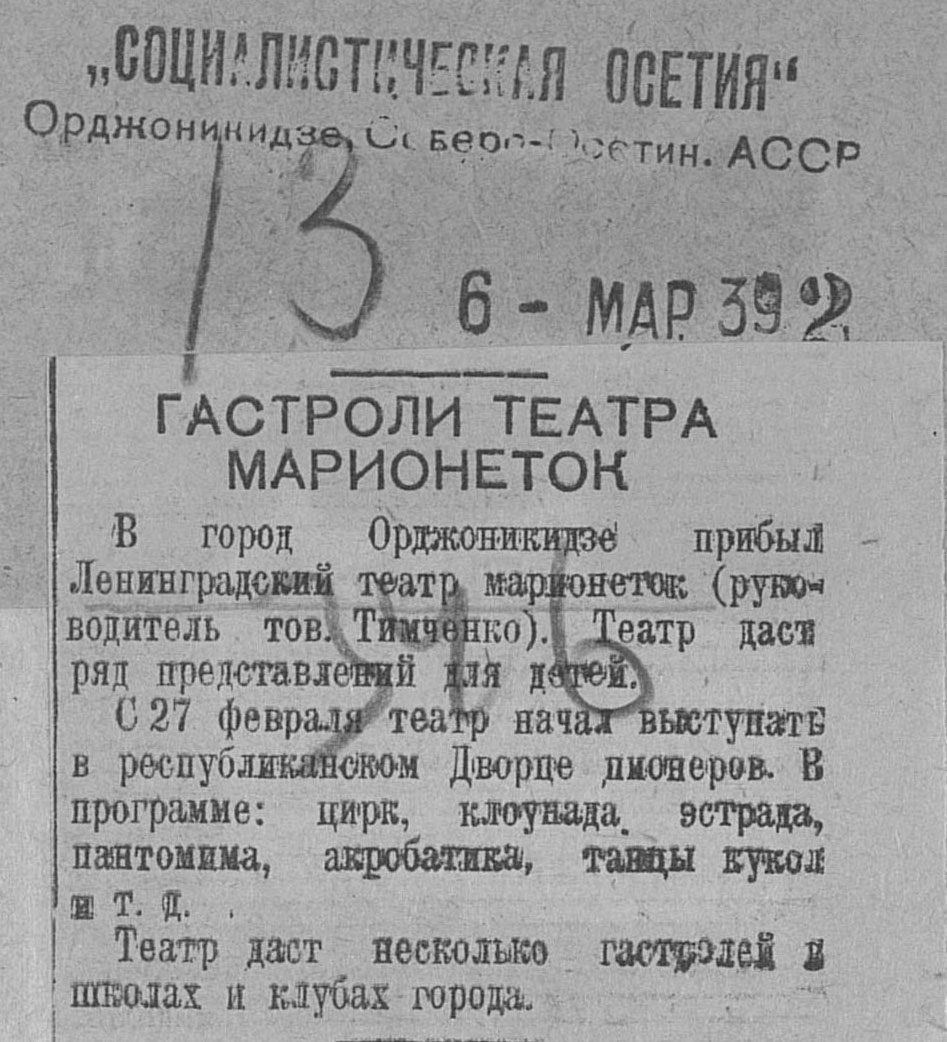 „СОЦИАЛИСТИЧЕСКАЯ ОСЕТИЯ“
Орджоникидзе, Северо-Осетин. АССР
13
6 - МАР. 39 2
ГАСТРОЛИ ТЕАТРА
МАРИОНЕТОК
В город Орджоникидзе прибыл
Ленинградский театр марионеток (руко-
водитель тов. Тимченко). Театр даст
ряд представлений для детей.
С 27 февраля театр начал выступать
в республиканском Дворце пионеров. В
программе: цирк, клоунада, эстрада,
пантомима, акробатика, танцы кукол
и т. д.
Театр даст несколько гастролей в
школах и клубах города.